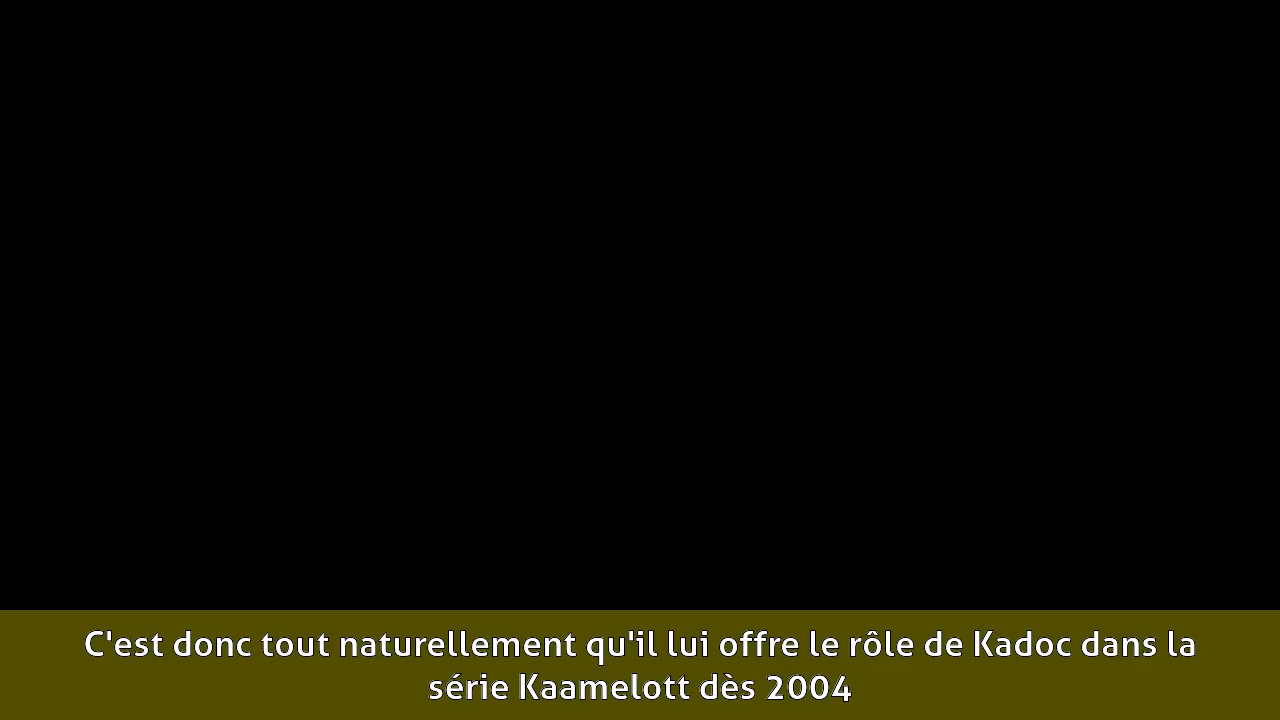 C'est donc tout naturellement qu'il lui offre le rôle de Kadoc dans la
série Kaamelott dès 2004